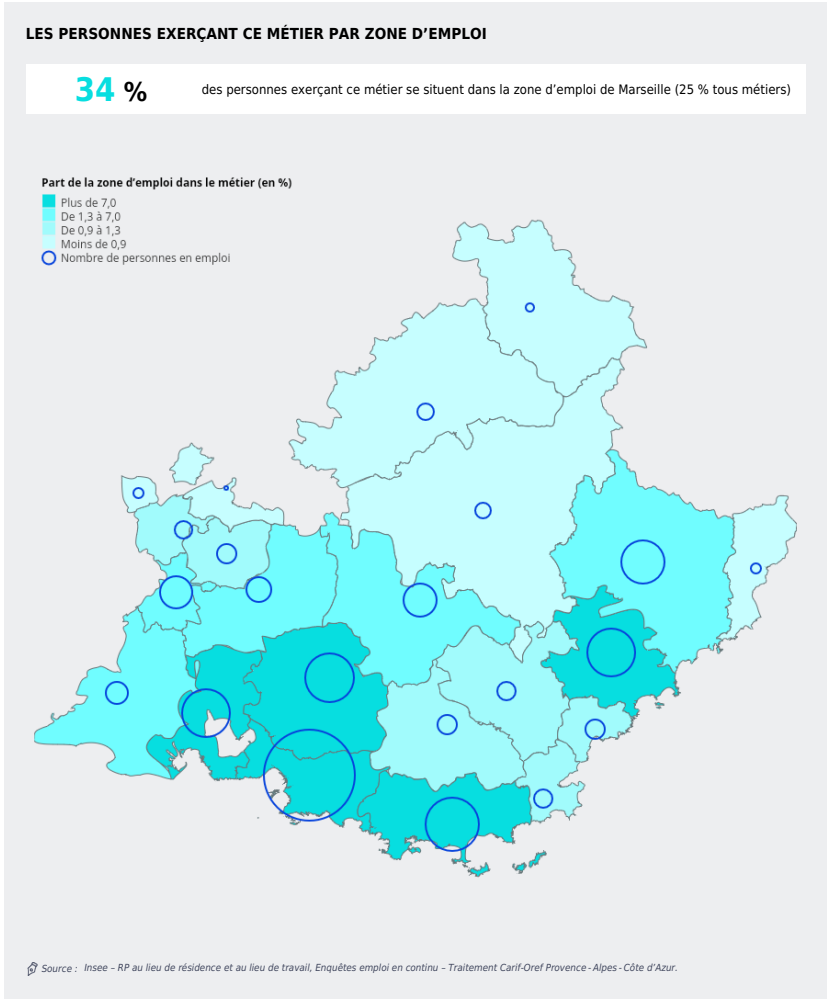 LES PERSONNES EXERÇANT CE MÉTIER PAR ZONE D’EMPLOI
34 % des personnes exerçant ce métier se situent dans la zone d’emploi de Marseille (25 % tous métiers)
Part de la zone d’emploi dans le métier (en %)
Plus de 7,0
De 1,3 à 7,0
De 0,9 à 1,3
Moins de 0,9
Nombre de personnes en emploi
Source : Insee – RP au lieu de résidence et au lieu de travail, Enquêtes emploi en continu – Traitement Carif-Oref Provence - Alpes - Côte d’Azur.